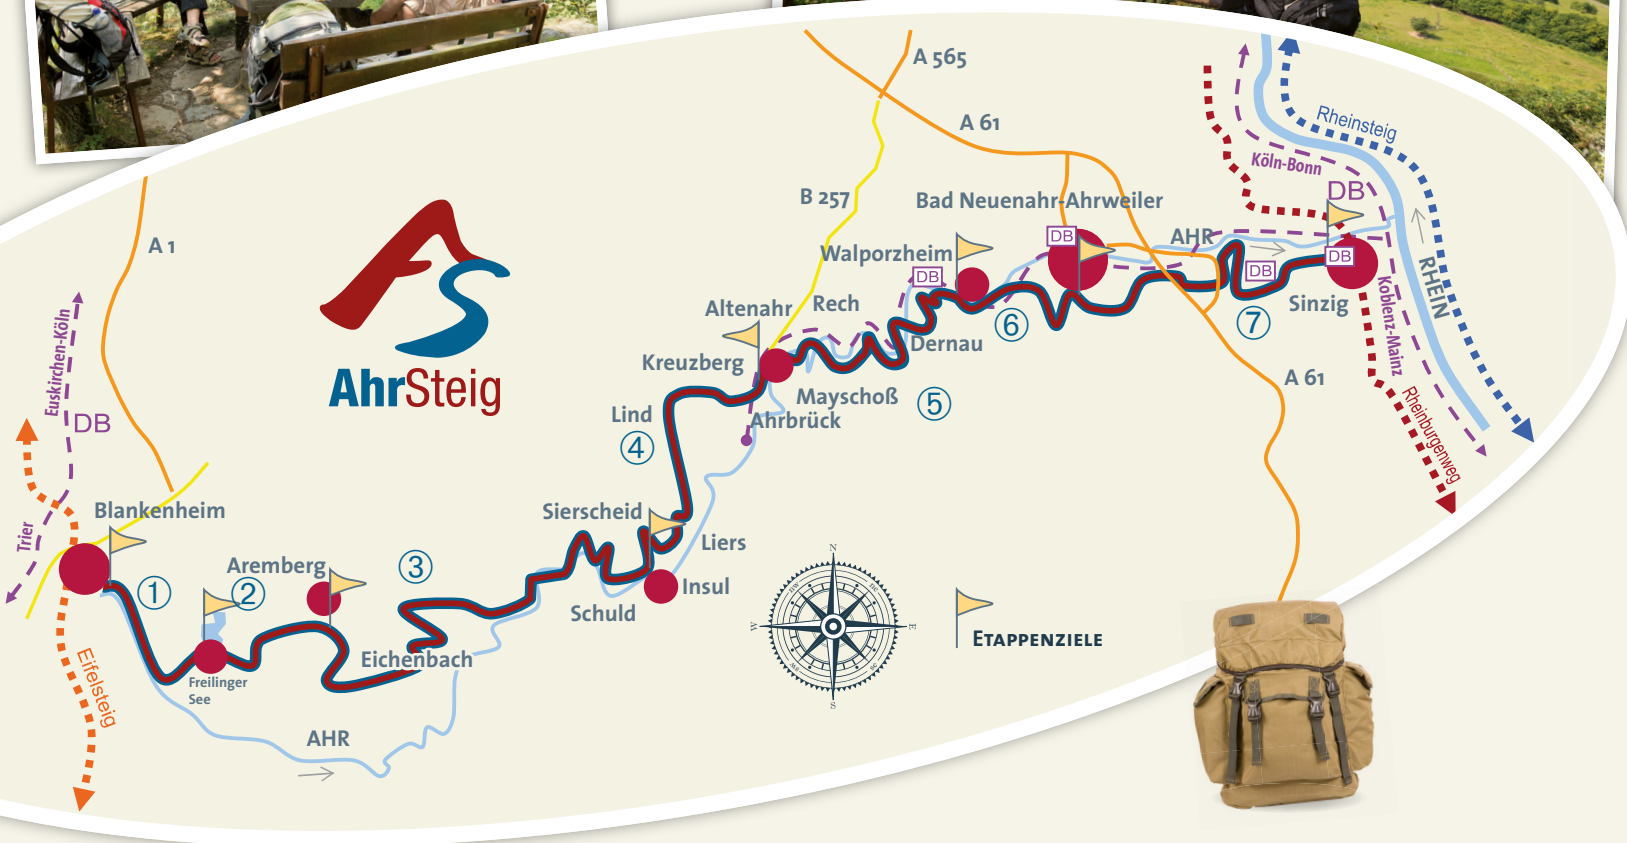 A 565
A 61
Rheinsteig
Köln-Bonn
DB
B 257
Bad Neuenahr-Ahrweiler
A 1
AHR
DB
Walporzheim
DB
DB
DB
RHEIN
Koblenz-Mainz
Sinzig
Altenahr
Rech
6
7
Dernau
Kreuzberg
A 61
Euskirchen-Köln
DB
AhrSteig
Mayschoß
5
Rheinburgenweg
Lind
Ahrbrück
4
Blankenheim
Sierscheid
Trier
Liers
N
Aremberg
3
Insul
1
2
Schuld
W
E
Etappenziele
Eichenbach
Freilinger
See
Eifelsteig
S
AHR